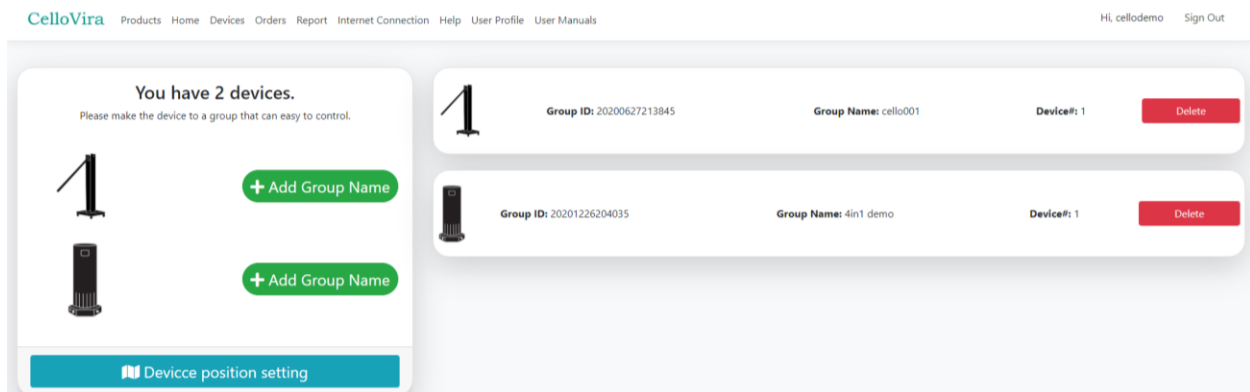 CelloVira Products Home Devices Orders Report Internet Connection Help User Profile User Manuals Hi, cellodemo Sign Out
You have 2 devices.
Please make the device to a group that can easy to control.
Add Group Name
Add Group Name
Devicce position setting
Group ID: 20200627213845 Group Name: cello001 Device#: 1 Delete
Group ID: 20201226204035 Group Name: 4in1 demo Device#: 1 Delete